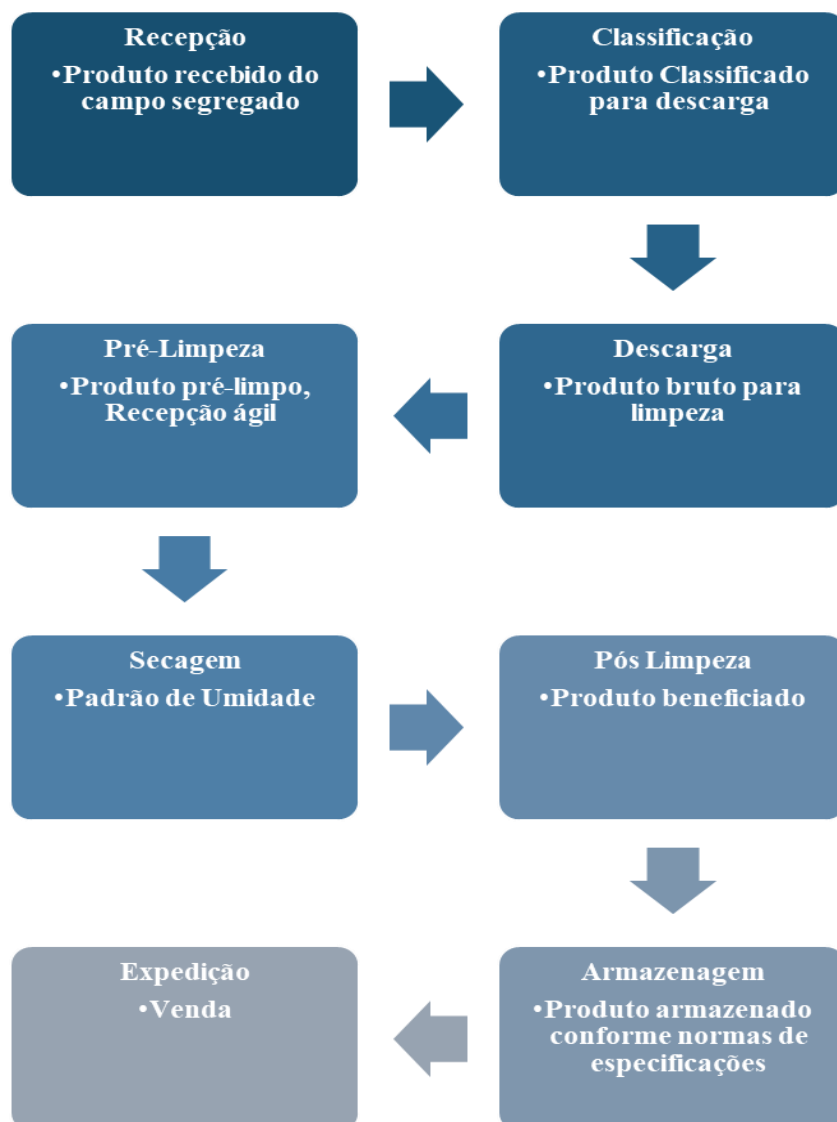 Recepção
•Produto recebido do
campo segregado
Classificação
•Produto Classificado
para descarga
Descarga
•Produto bruto para
limpeza
Pré-Limpeza
•Produto pré-limpo,
Recepção ágil
Secagem
•Padrão de Umidade
Pós Limpeza
•Produto beneficiado
Armazenagem
•Produto armazenado
conforme normas de
especificações
Expedição
•Venda